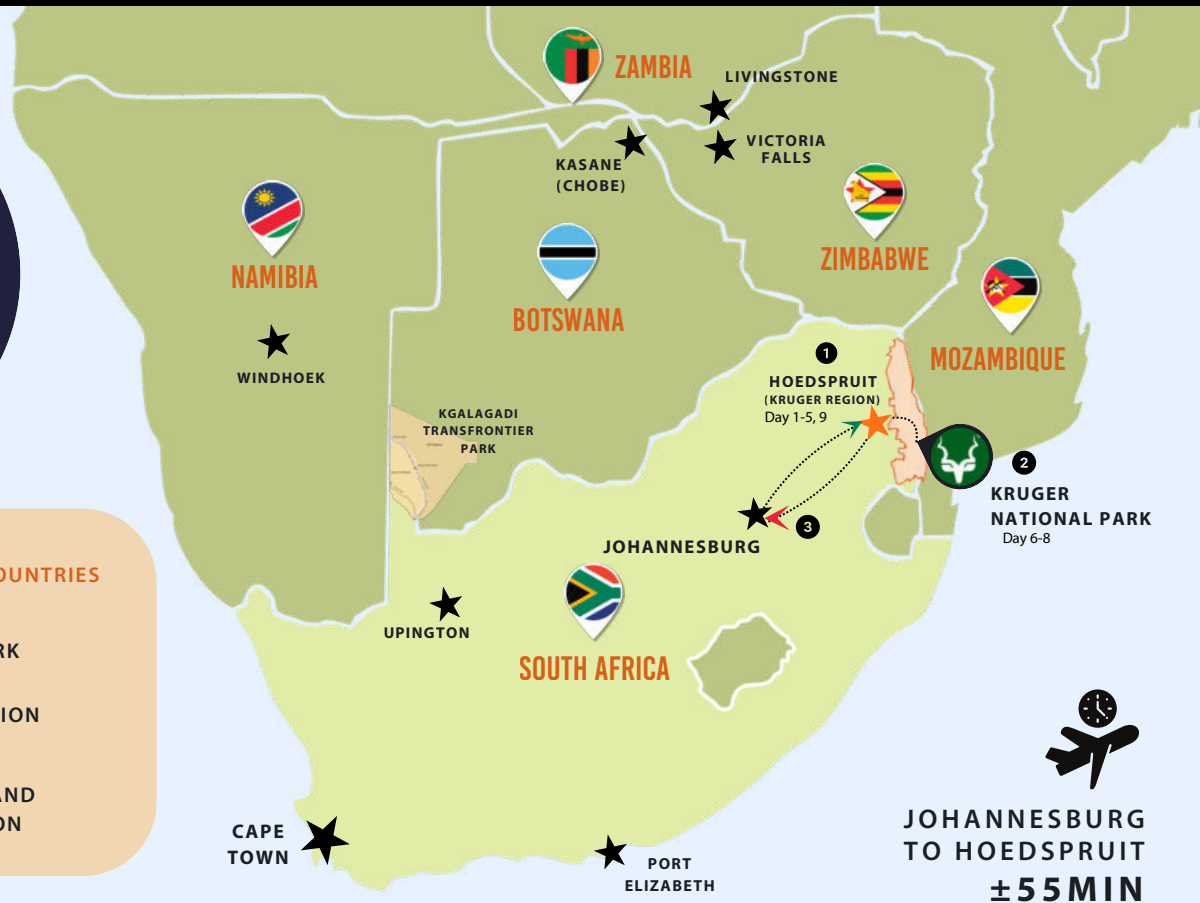 ZAMBIA
LIVINGSTONE
VICTORIA
FALLS
KASANE
(CHOBE)
NAMIBIA
ZIMBABWE
BOTSWANA
MOZAMBIQUE
WINDHOEK
1
HOEDSPRUIT
(KRUGER REGION)
Day 1-5, 9
KGALAGADI
TRANSFRONTIER
PARK
2
KRUGER
NATIONAL PARK
Day 6-8
3
JOHANNESBURG
UPINGTON
SOUTH AFRICA
OUNTRIES
RK
ION
AND
ON
CAPE
TOWN
PORT
ELIZABETH
JOHANNESBURG
TO HOEDSPRUIT
±55MIN